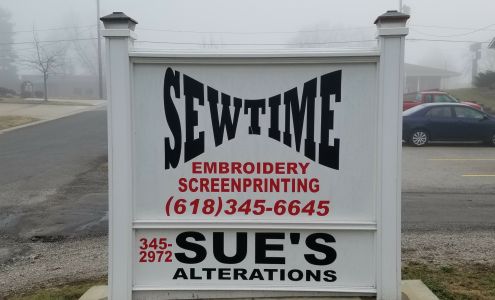 SEWTIME
EMBROIDERY
SCREENPRINTING
(618)345-6645
345-
2972
SUE'S
ALTERATIONS